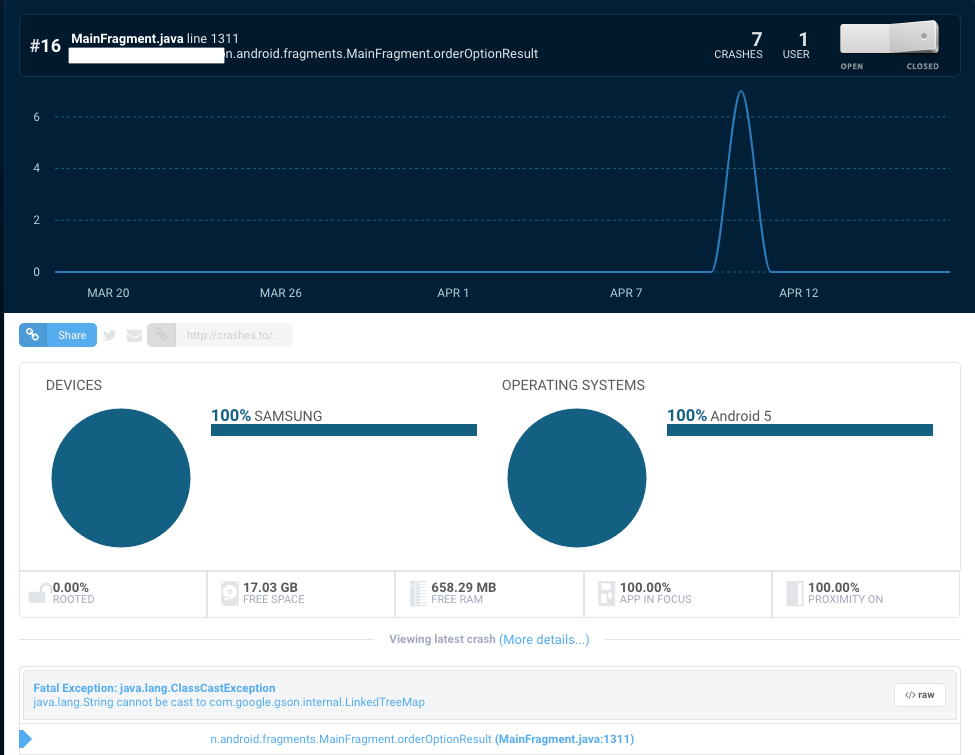 #16 MainFragment.java line 1311
n.android.fragments.MainFragment.orderOptionResult
7 CRASHES
1 USER
OPEN CLOSED
6
4
2
0
MAR 20 MAR 26 APR 1 APR 7 APR 12
Share http://crashes.to/...
DEVICES
100% SAMSUNG
OPERATING SYSTEMS
100% Android 5
0.00%
ROOTED
17.03 GB
FREE SPACE
658.29 MB
FREE RAM
100.00%
APP IN FOCUS
100.00%
PROXIMITY ON
Viewing latest crash (More details...)
Fatal Exception: java.lang.ClassCastException
java.lang.String cannot be cast to com.google.gson.internal.LinkedTreeMap
</> raw
n.android.fragments.MainFragment.orderOptionResult (MainFragment.java:1311)